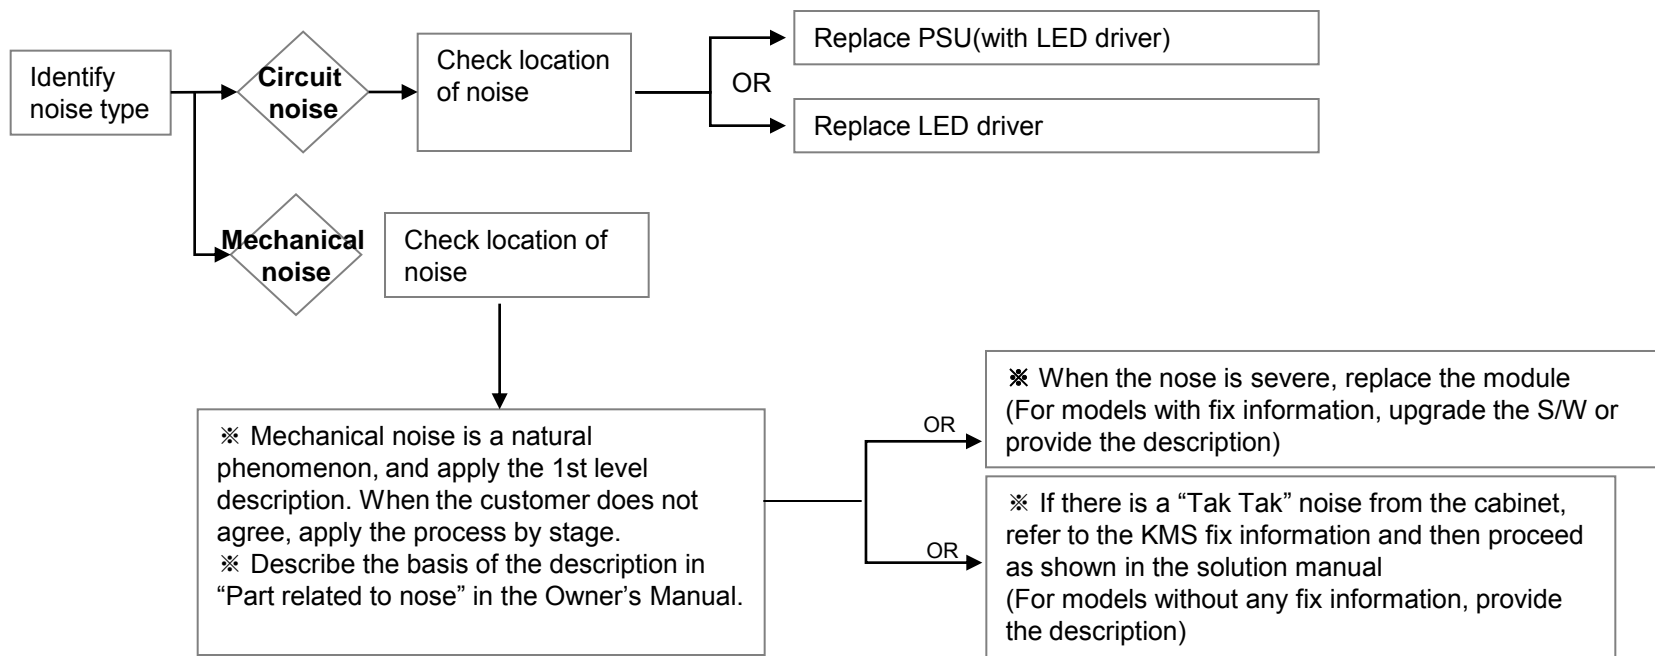 Identify
noise type
Circuit
noise
Check location
of noise
OR
Replace PSU(with LED driver)
Replace LED driver
Mechanical
noise
Check location of
noise
※ Mechanical noise is a natural
phenomenon, and apply the 1st level
description. When the customer does not
agree, apply the process by stage.
※ Describe the basis of the description in
“Part related to nose” in the Owner’s Manual.
OR
※ When the nose is severe, replace the module
(For models with fix information, upgrade the S/W or
provide the description)
OR
※ If there is a “Tak Tak” noise from the cabinet,
refer to the KMS fix information and then proceed
as shown in the solution manual
(For models without any fix information, provide
the description)